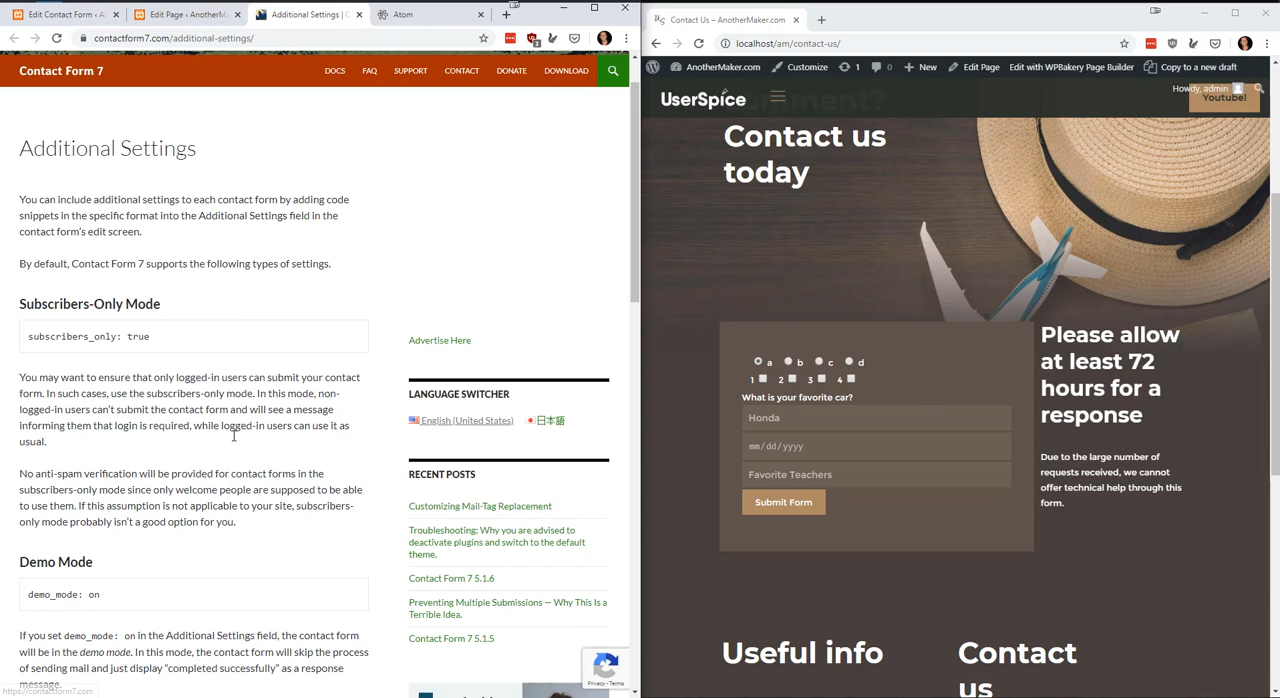 Edit Contact Form ‹ A
Edit Page ‹ AnotherM
Additional Settings | C
Atom
contactform7.com/additional-settings/
3
Contact Form 7
DOCS
FAQ
SUPPORT
CONTACT
DONATE
DOWNLOAD
Additional Settings
You can include additional settings to each contact form by adding code
snippets in the specific format into the Additional Settings field in the
contact form's edit screen.
By default, Contact Form 7 supports the following types of settings.
Subscribers-Only Mode
subscribers_only: true
You may want to ensure that only logged-in users can submit your contact
form. In such cases, use the subscribers-only mode. In this mode, non-
logged-in users can't submit the contact form and will see a message
informing them that login is required, while logged-in users can use it as
usual.
No anti-spam verification will be provided for contact forms in the
subscribers-only mode since only welcome people are supposed to be able
to use them. If this assumption is not applicable to your site, subscribers-
only mode probably isn't a good option for you.
Demo Mode
demo_mode: on
If you set demo_mode: on in the Additional Settings field, the contact form
will be in the demo mode. In this mode, the contact form will skip the process
of sending mail and just display "completed successfully" as a response
message.
https://contactform7.com
Advertise Here
LANGUAGE SWITCHER
English (United States)
日本語
RECENT POSTS
Customizing Mail-Tag Replacement
Troubleshooting: Why you are advised to
deactivate plugins and switch to the default
theme.
Contact Form 7 5.1.6
Preventing Multiple Submissions — Why This Is a
Terrible Idea.
Contact Form 7 5.1.5
Privacy - Terms
Contact Us – AnotherMaker.com
localhost/am/contact-us/
AnotherMaker.com
Customize
1
0
New
Edit Page
Edit with WPBakery Page Builder
Copy to a new draft
Howdy, admin
UserSpice
Youtube!
omment?
Contact us
today
a b c d
1 2 3 4
What is your favorite car?
Honda
mm/dd/yyyy
Favorite Teachers
Submit Form
Please allow
at least 72
hours for a
response
Due to the large number of
requests received, we cannot
offer technical help through this
form.
Useful info
Contact
us